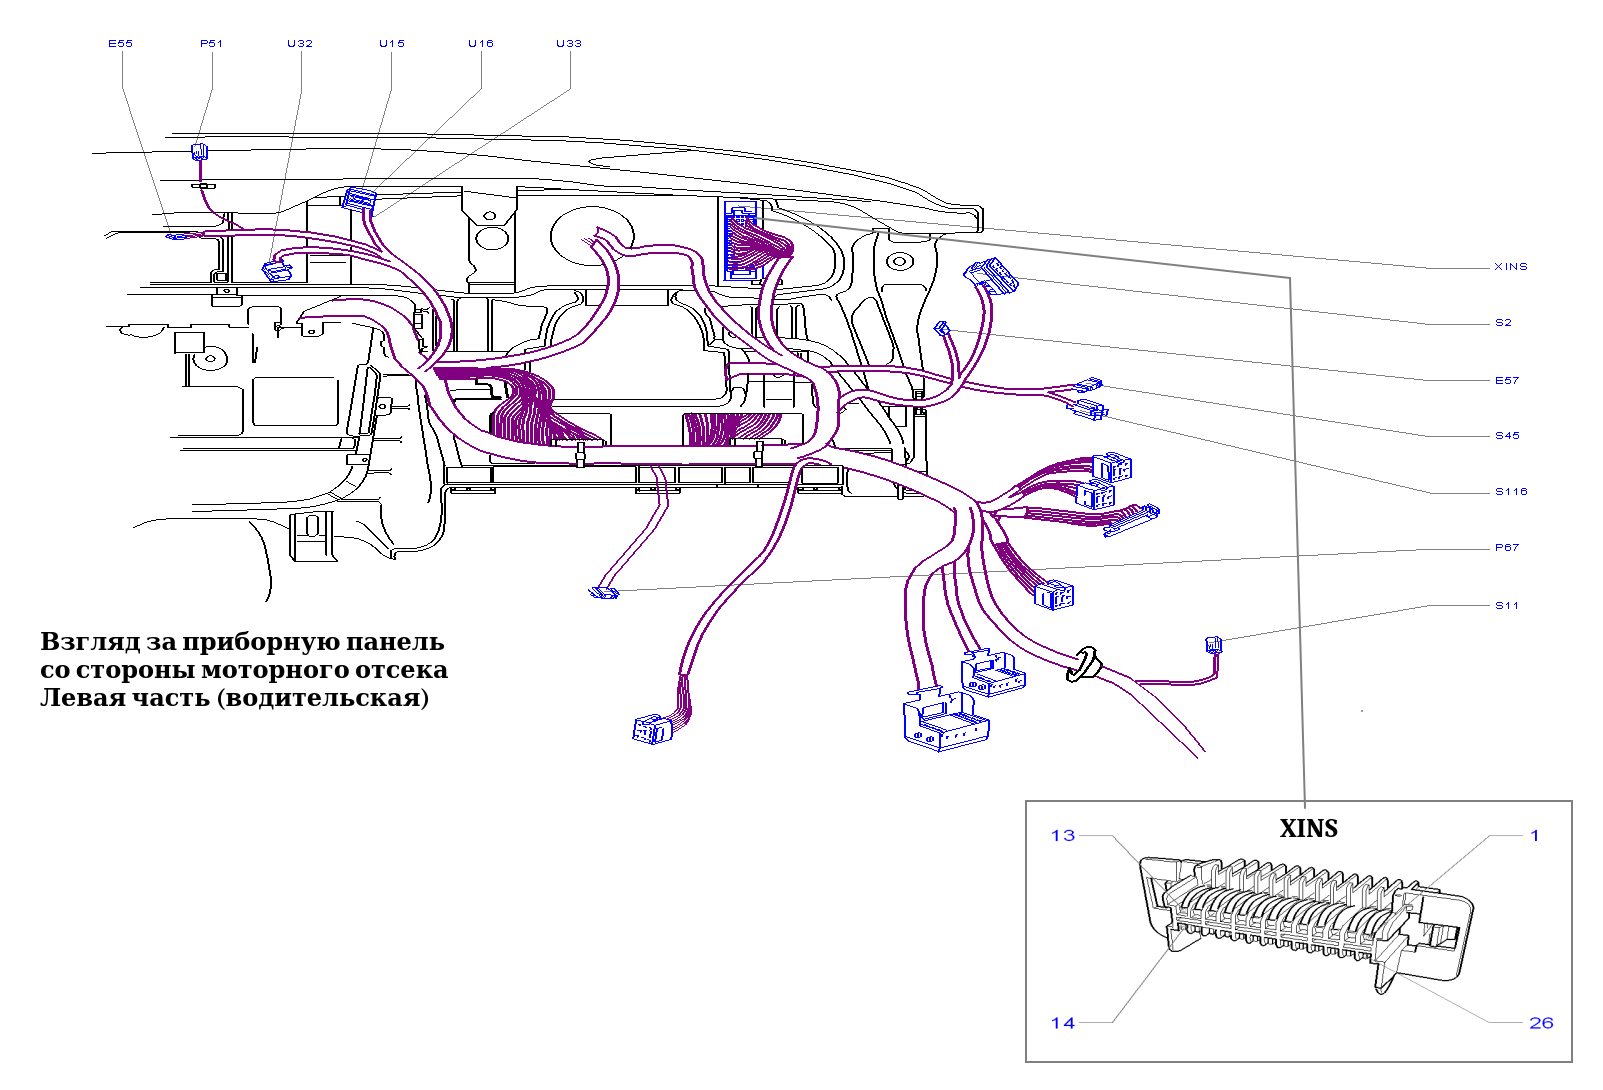 E55 P51 U32 U15 U16 U33
XINS
S2
E57
S45
S116
P67
S11
Взгляд за приборную панель
со стороны моторного отсека
Левая часть (водительская)
XINS
13 1
14 26